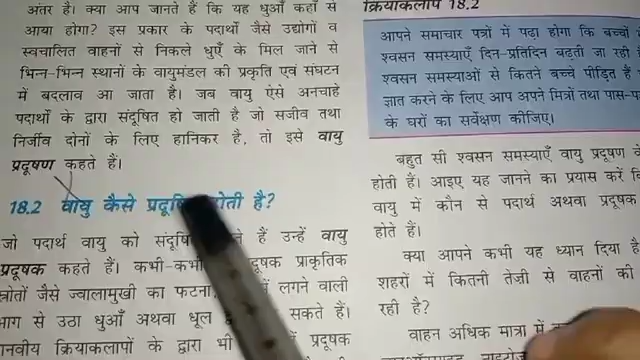 अंतर है। क्या आप जानते हैं कि यह धुआँ कहाँ से
आया होगा? इस प्रकार के पदार्थों जैसे उद्योगों व
स्वचालित वाहनों से निकले धुएँ के मिल जाने से
भिन्न-भिन्न स्थानों के वायुमंडल की प्रकृति एवं संघटन
में बदलाव आ जाता है। जब वायु ऐसे अनचाहे
पदार्थों के द्वारा संदूषित हो जाती है जो सजीव तथा
निर्जीव दोनों के लिए हानिकर है, तो इसे वायु
प्रदूषण कहते हैं।
18.2 वायु कैसे प्रदूषित होती है?
जो पदार्थ वायु को संदूषित हैं उन्हें वायु
प्रदूषक कहते हैं। कभी-कभी प्राकृतिक
स्रोतों जैसे ज्वालामुखी का फटना, लगने वाली
आग से उठा धुआँ अथवा धूल सकते हैं।
मानवीय क्रियाकलापों के द्वारा भी प्रदूषक
क्रियाकलाप 18.2
आपने समाचार पत्रों में पढ़ा होगा कि बच्चों
श्वसन समस्याएँ दिन-प्रतिदिन बढ़ती जा रही
श्वसन समस्याओं से कितने बच्चे पीड़ित हैं
ज्ञात करने के लिए आप अपने मित्रों तथा पास-
के घरों का सर्वेक्षण कीजिए।
बहुत सी श्वसन समस्याएँ वायु प्रदूषण
होती हैं। आइए यह जानने का प्रयास करें
वायु में कौन से पदार्थ अथवा प्रदूषक
होते हैं।
क्या आपने कभी यह ध्यान दिया है
शहरों में कितनी तेज़ी से वाहनों की
रही है?
वाहन अधिक मात्रा में